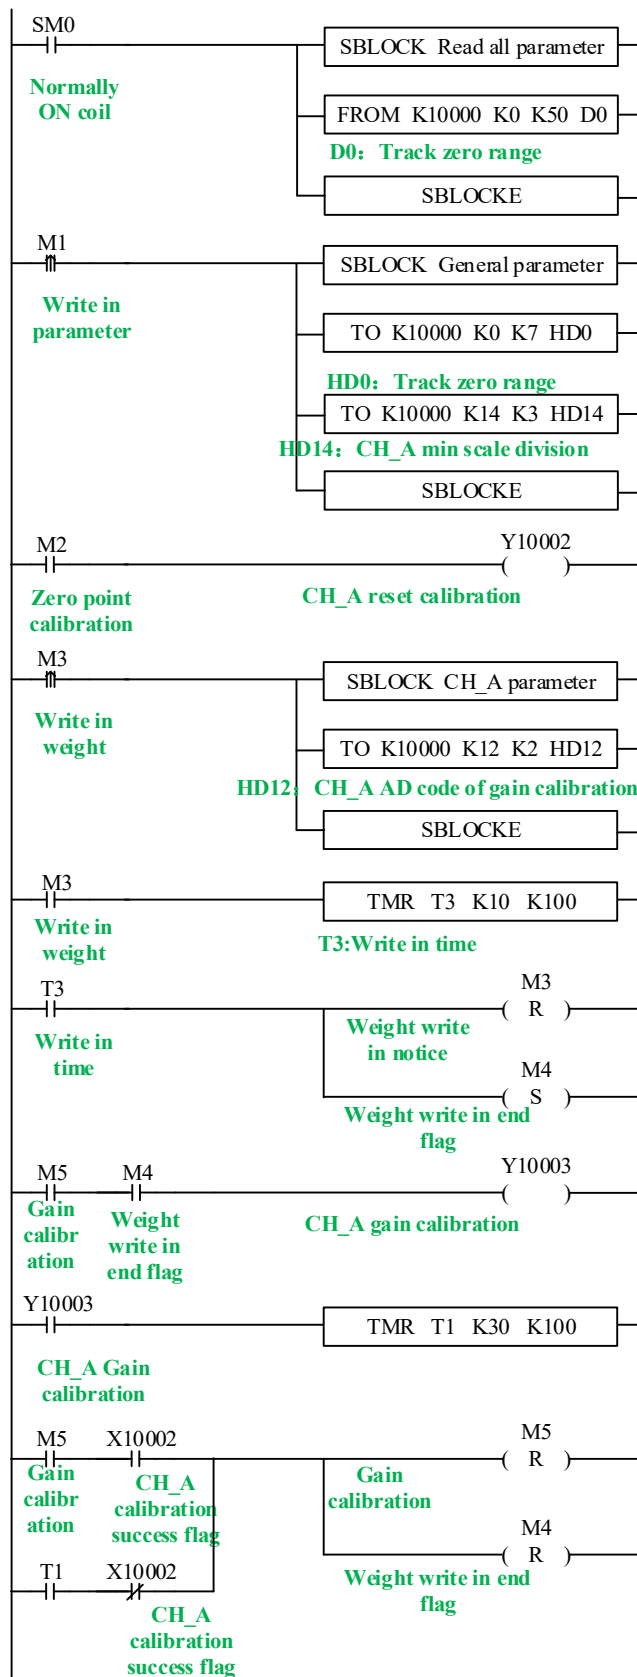 SM0
SBLOCK Read all parameter
Normally
ON coil
FROM K10000 K0 K50 D0
D0：Track zero range
SBLOCKE
M1
SBLOCK General parameter
Write in
parameter
TO K10000 K0 K7 HD0
HD0：Track zero range
TO K10000 K14 K3 HD14
HD14：CH_A min scale division
SBLOCKE
M2
Y10002
( )
Zero point
calibration
CH_A reset calibration
M3
SBLOCK CH_A parameter
Write in
weight
TO K10000 K12 K2 HD12
HD12：CH_A AD code of gain calibration
SBLOCKE
M3
TMR T3 K10 K100
Write in
weight
T3:Write in time
T3
M3
( R )
Write in
time
Weight write
in notice
M4
( S )
Weight write in end
flag
M5 M4
Y10003
( )
Gain
calibr
ation
Weight
write in
end flag
CH_A gain calibration
Y10003
TMR T1 K30 K100
CH_A Gain
calibration
M5 X10002
M5
( R )
Gain
calibr
ation
CH_A
calibration
success flag
Gain
calibration
M4
( R )
Weight write in end
flag
T1 X10002
CH_A
calibration
success flag